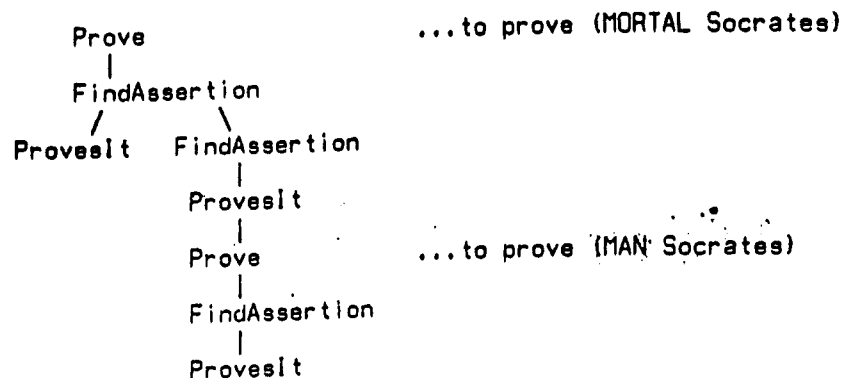 Prove ...to prove (MORTAL Socrates)
FindAssertion
ProvesIt FindAssertion
ProvesIt
Prove ...to prove (MAN Socrates)
FindAssertion
ProvesIt